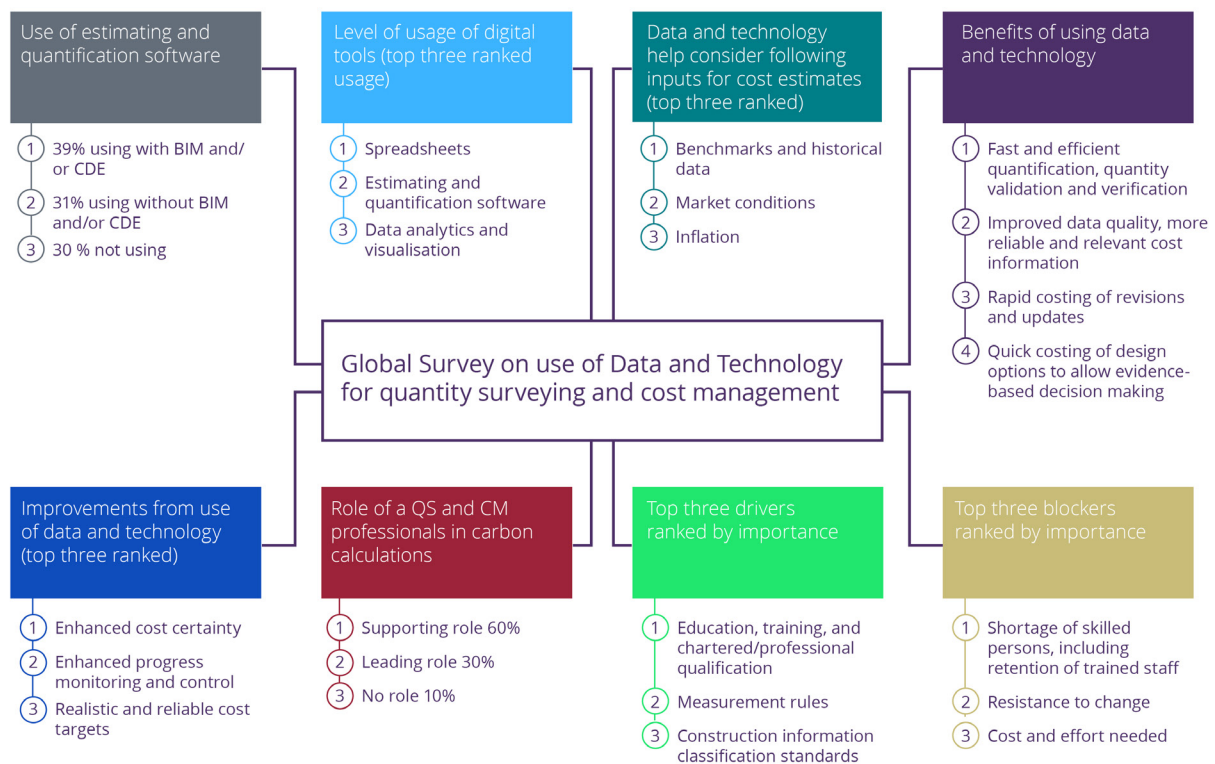 Use of estimating and
quantification software
1 39% using with BIM and/
or CDE
2 31% using without BIM
and/or CDE
3 30 % not using
Level of usage of digital
tools (top three ranked
usage)
1 Spreadsheets
2 Estimating and
quantification software
3 Data analytics and
visualisation
Data and technology
help consider following
inputs for cost estimates
(top three ranked)
1 Benchmarks and historical
data
2 Market conditions
3 Inflation
Benefits of using data
and technology
1 Fast and efficient
quantification, quantity
validation and verification
2 Improved data quality, more
reliable and relevant cost
information
3 Rapid costing of revisions
and updates
4 Quick costing of design
options to allow evidence-
based decision making
Global Survey on use of Data and Technology
for quantity surveying and cost management
Improvements from use
of data and technology
(top three ranked)
1 Enhanced cost certainty
2 Enhanced progress
monitoring and control
3 Realistic and reliable cost
targets
Role of a QS and CM
professionals in carbon
calculations
1 Supporting role 60%
2 Leading role 30%
3 No role 10%
Top three drivers
ranked by importance
1 Education, training, and
chartered/professional
qualification
2 Measurement rules
3 Construction information
classification standards
Top three blockers
ranked by importance
1 Shortage of skilled
persons, including
retention of trained staff
2 Resistance to change
3 Cost and effort needed